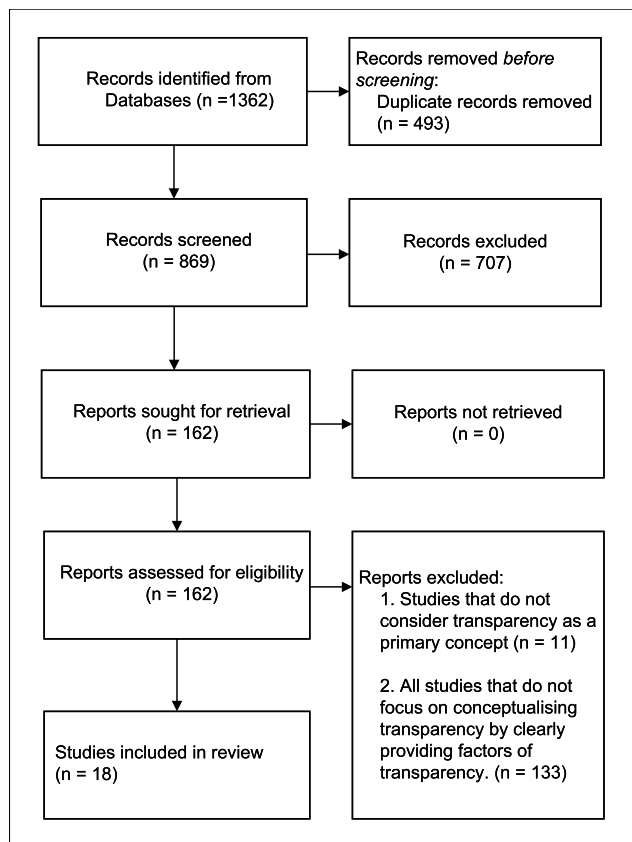 Records identified from
Databases (n =1362)
Records removed before
screening:
Duplicate records removed
(n = 493)
Records screened
(n = 869)
Records excluded
(n = 707)
Reports sought for retrieval
(n = 162)
Reports not retrieved
(n = 0)
Reports assessed for eligibility
(n = 162)
Reports excluded:
1. Studies that do not
consider transparency as a
primary concept (n = 11)
2. All studies that do not
focus on conceptualising
transparency by clearly
providing factors of
transparency. (n = 133)
Studies included in review
(n = 18)